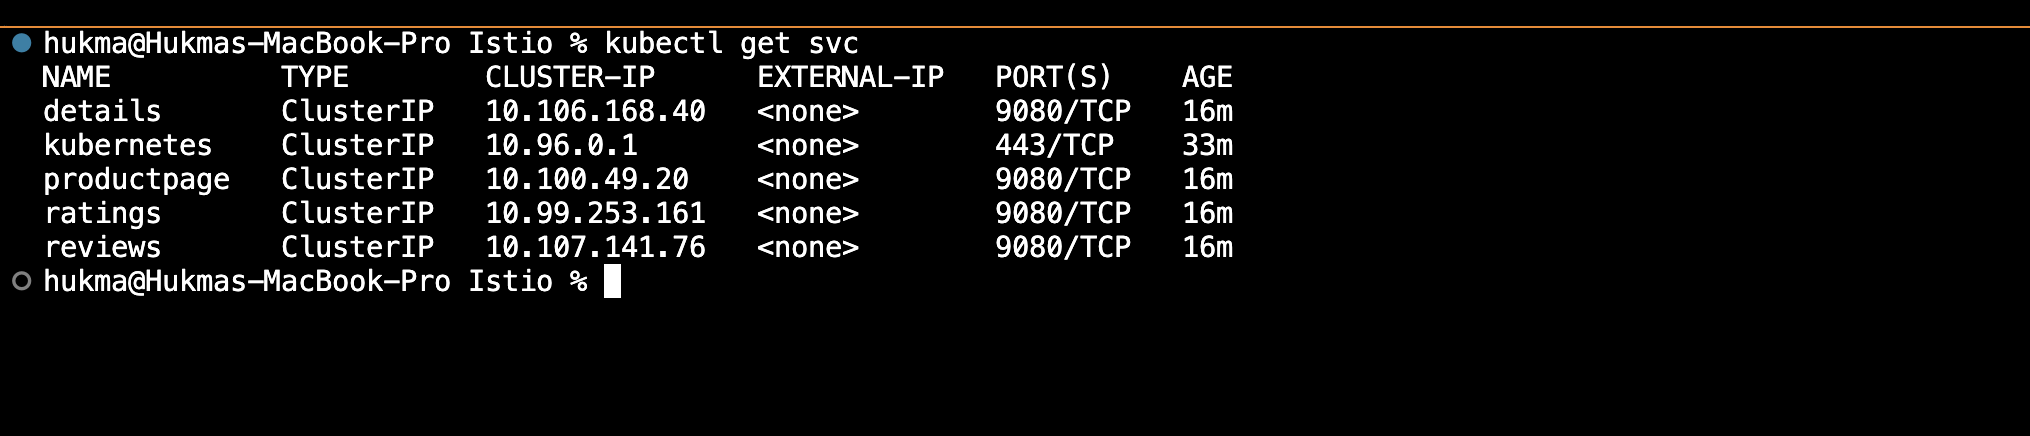 hukma@Hukmas-MacBook-Pro Istio % kubectl get svc
NAME          TYPE        CLUSTER-IP       EXTERNAL-IP   PORT(S)    AGE
details       ClusterIP   10.106.168.40    <none>        9080/TCP   16m
kubernetes    ClusterIP   10.96.0.1        <none>        443/TCP    33m
productpage   ClusterIP   10.100.49.20     <none>        9080/TCP   16m
ratings       ClusterIP   10.99.253.161    <none>        9080/TCP   16m
reviews       ClusterIP   10.107.141.76    <none>        9080/TCP   16m
hukma@Hukmas-MacBook-Pro Istio %